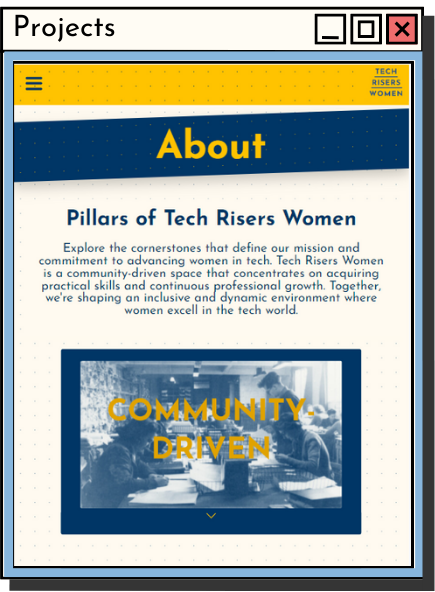 Projects
TECH
RISERS
WOMEN
About
Pillars of Tech Risers Women
Explore the cornerstones that define our mission and
commitment to advancing women in tech. Tech Risers Women
is a community-driven space that concentrates on acquiring
practical skills and continuous professional growth. Together,
we're shaping an inclusive and dynamic environment where
women excell in the tech world.
COMMUNITY-
DRIVEN